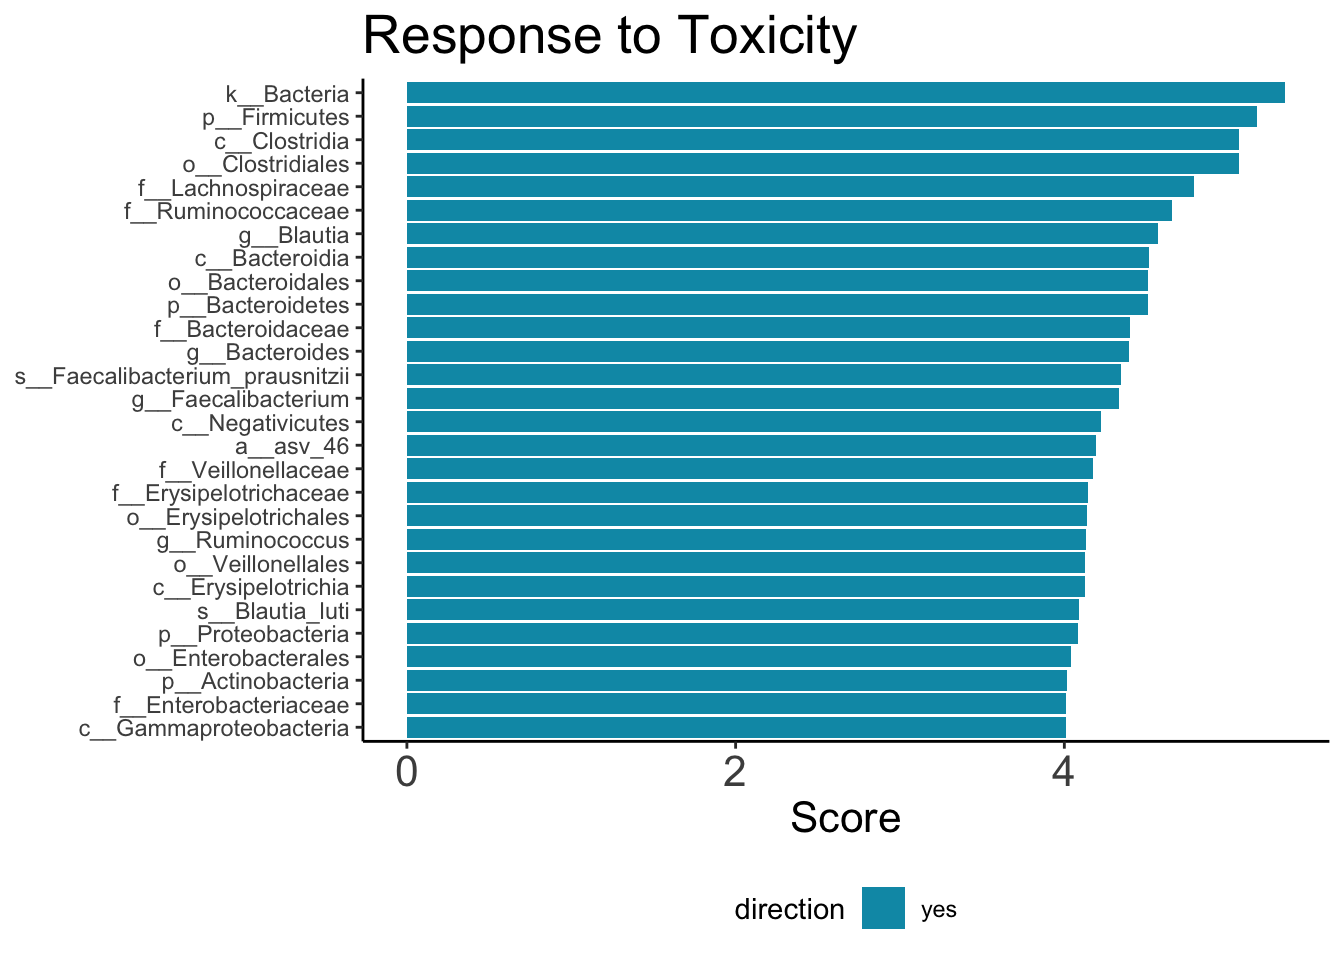 Response to Toxicity
k__Bacteria
p__Firmicutes
c__Clostridia
o__Clostridiales
f__Lachnospiraceae
f__Ruminococcaceae
g__Blautia
c__Bacteroidia
o__Bacteroidales
p__Bacteroidetes
f__Bacteroidaceae
g__Bacteroides
s__Faecalibacterium_prausnitzii
g__Faecalibacterium
c__Negativicutes
a__asv_46
f__Veillonellaceae
f__Erysipelotrichaceae
o__Erysipelotrichales
g__Ruminococcus
o__Veillonellales
c__Erysipelotrichia
s__Blautia_luti
p__Proteobacteria
o__Enterobacterales
p__Actinobacteria
f__Enterobacteriaceae
c__Gammaproteobacteria
0 2 4
Score
direction yes